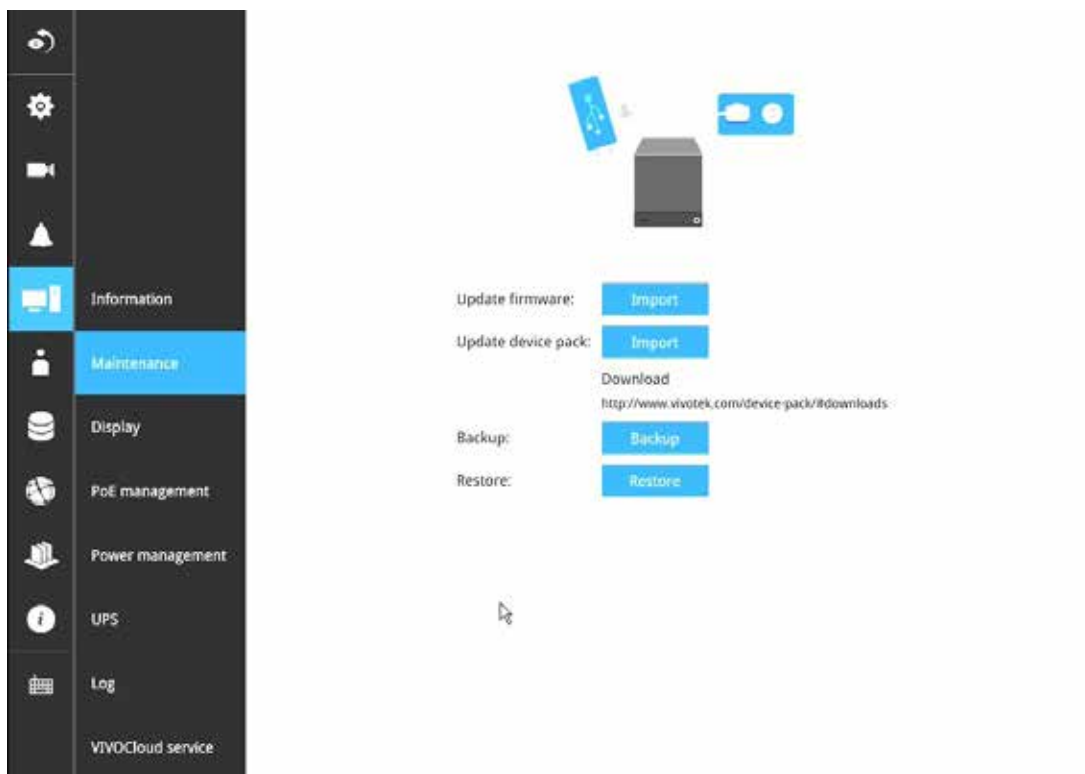 Information
Maintenance
Display
PoE management
Power management
UPS
Log
VIVOCloud service
Update firmware: Import
Update device pack: Import
Download
http://www.vivotek.com/device-pack/#downloads
Backup: Backup
Restore: Restore